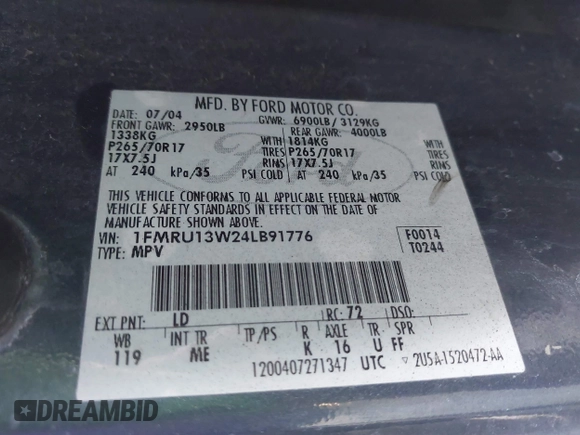 MFD. BY FORD MOTOR CO.
DATE: 07/04 GVWR: 6900LB/ 3129KG
FRONT GAWR: 2950LB REAR GAWR: 4000LB
1338KG WITH 1814KG WITH
P265/70R17 TIRES P265/70R17 TIRES
17X7.5J RIMS 17X7.5J RIMS
AT 240 kPa/35 PSI COLD AT 240 kPa/35 PSI COLD
THIS VEHICLE CONFORMS TO ALL APPLICABLE FEDERAL MOTOR
VEHICLE SAFETY STANDARDS IN EFFECT ON THE DATE OF
MANUFACTURE SHOWN ABOVE.
VIN: 1FMRU13W24LB91776 F0014
TYPE: MPV T0244
EXT PNT: LD RC: 72 DSO:
WB INT TR TP/PS R AXLE TR SPR
119 ME K 16 U FF
1200407271347 UTC 2U5A-1520472-AA
Ford
DREAMBID